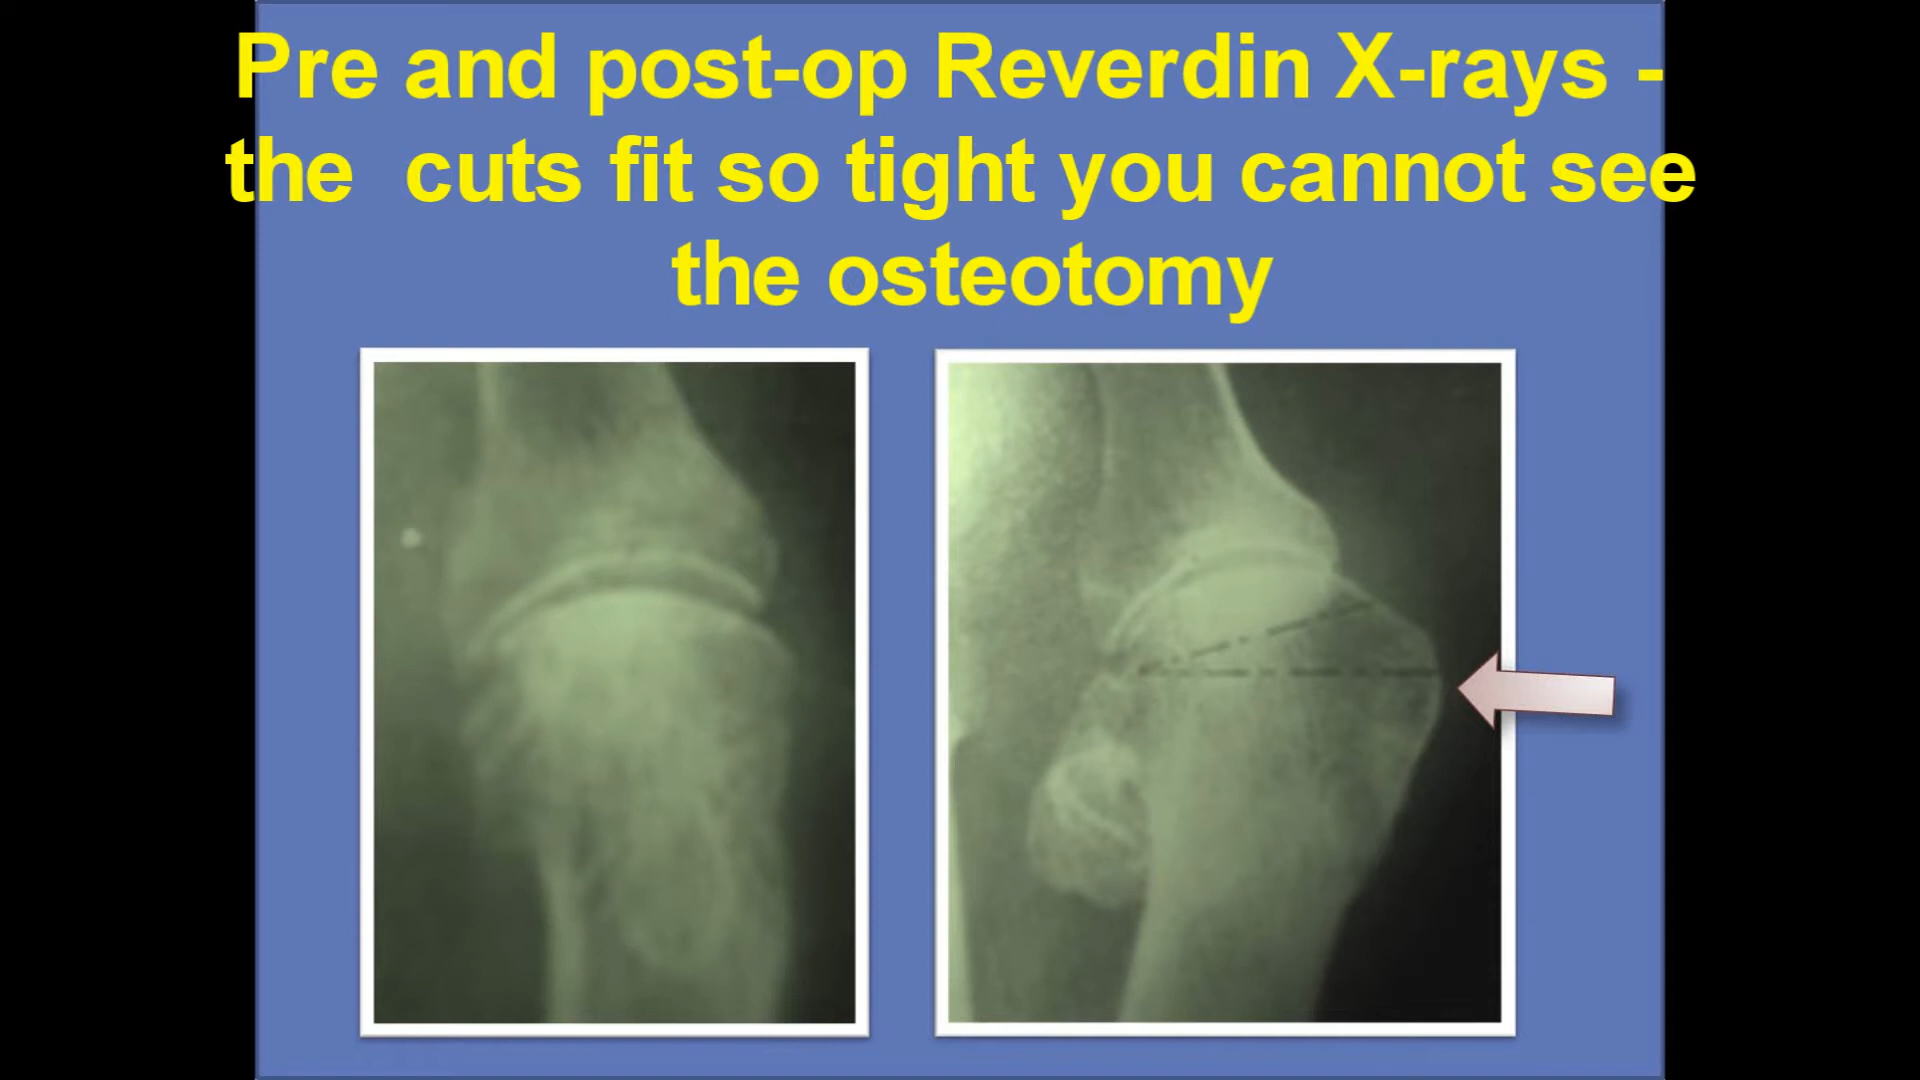 Pre and post-op Reverdin X-rays -
the  cuts fit so tight you cannot see
the osteotomy